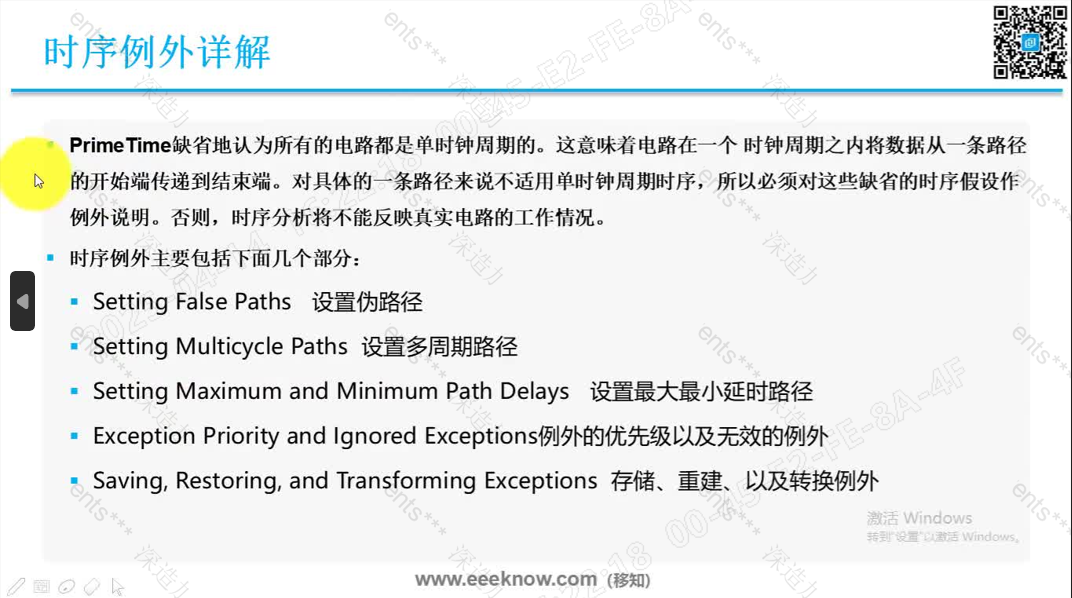 时序例外详解
PrimeTime缺省地认为所有的电路都是单时钟周期的。这意味着电路在一个 时钟周期之内将数据从一条路径
的开始端传递到结束端。对具体的一条路径来说不适用单时钟周期时序，所以必须对这些缺省的时序假设作
例外说明。否则，时序分析将不能反映真实电路的工作情况。
时序例外主要包括下面几个部分：
Setting False Paths 设置伪路径
Setting Multicycle Paths 设置多周期路径
Setting Maximum and Minimum Path Delays 设置最大最小延时路径
Exception Priority and Ignored Exceptions例外的优先级以及无效的例外
Saving, Restoring, and Transforming Exceptions 存储、重建、以及转换例外
激活 Windows
转到"设置"以激活 Windows。
www.eeeknow.com（移知）